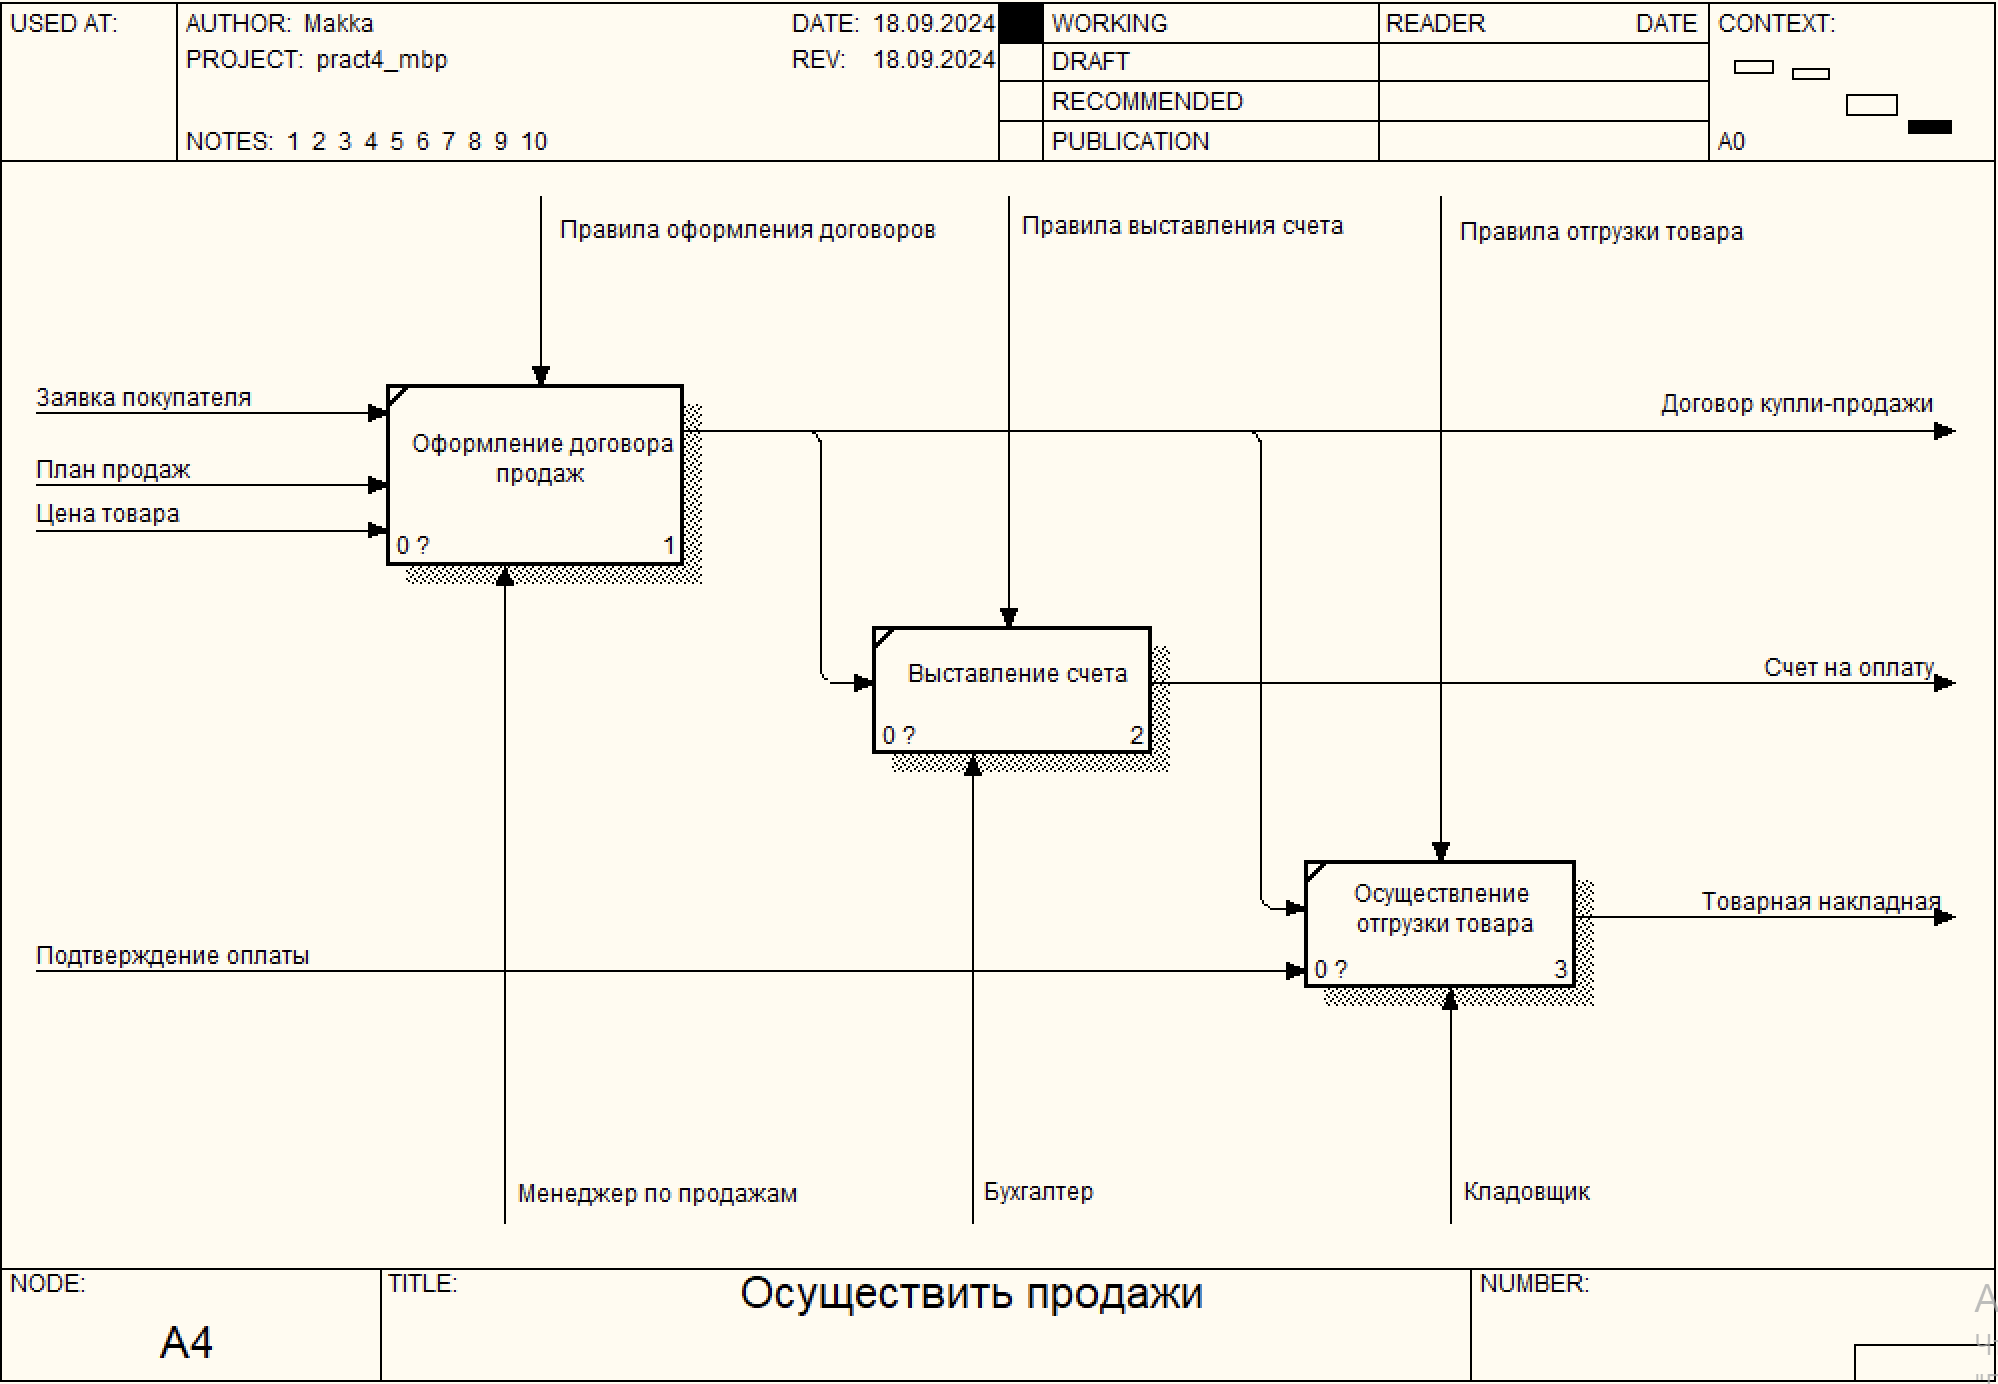 USED AT:
AUTHOR: Makka
DATE: 18.09.2024
PROJECT: pract4_mbp
REV: 18.09.2024
NOTES: 1 2 3 4 5 6 7 8 9 10
WORKING
DRAFT
RECOMMENDED
PUBLICATION
READER DATE
CONTEXT:
A0
Правила оформления договоров
Правила выставления счета
Правила отгрузки товара
Заявка покупателя
План продаж
Цена товара
Оформление договора
продаж
0 ? 1
Договор купли-продажи
Выставление счета
0 ? 2
Счет на оплату
Осуществление
отгрузки товара
0 ? 3
Товарная накладная
Подтверждение оплаты
Менеджер по продажам
Бухгалтер
Кладовщик
NODE:
A4
TITLE:
Осуществить продажи
NUMBER: